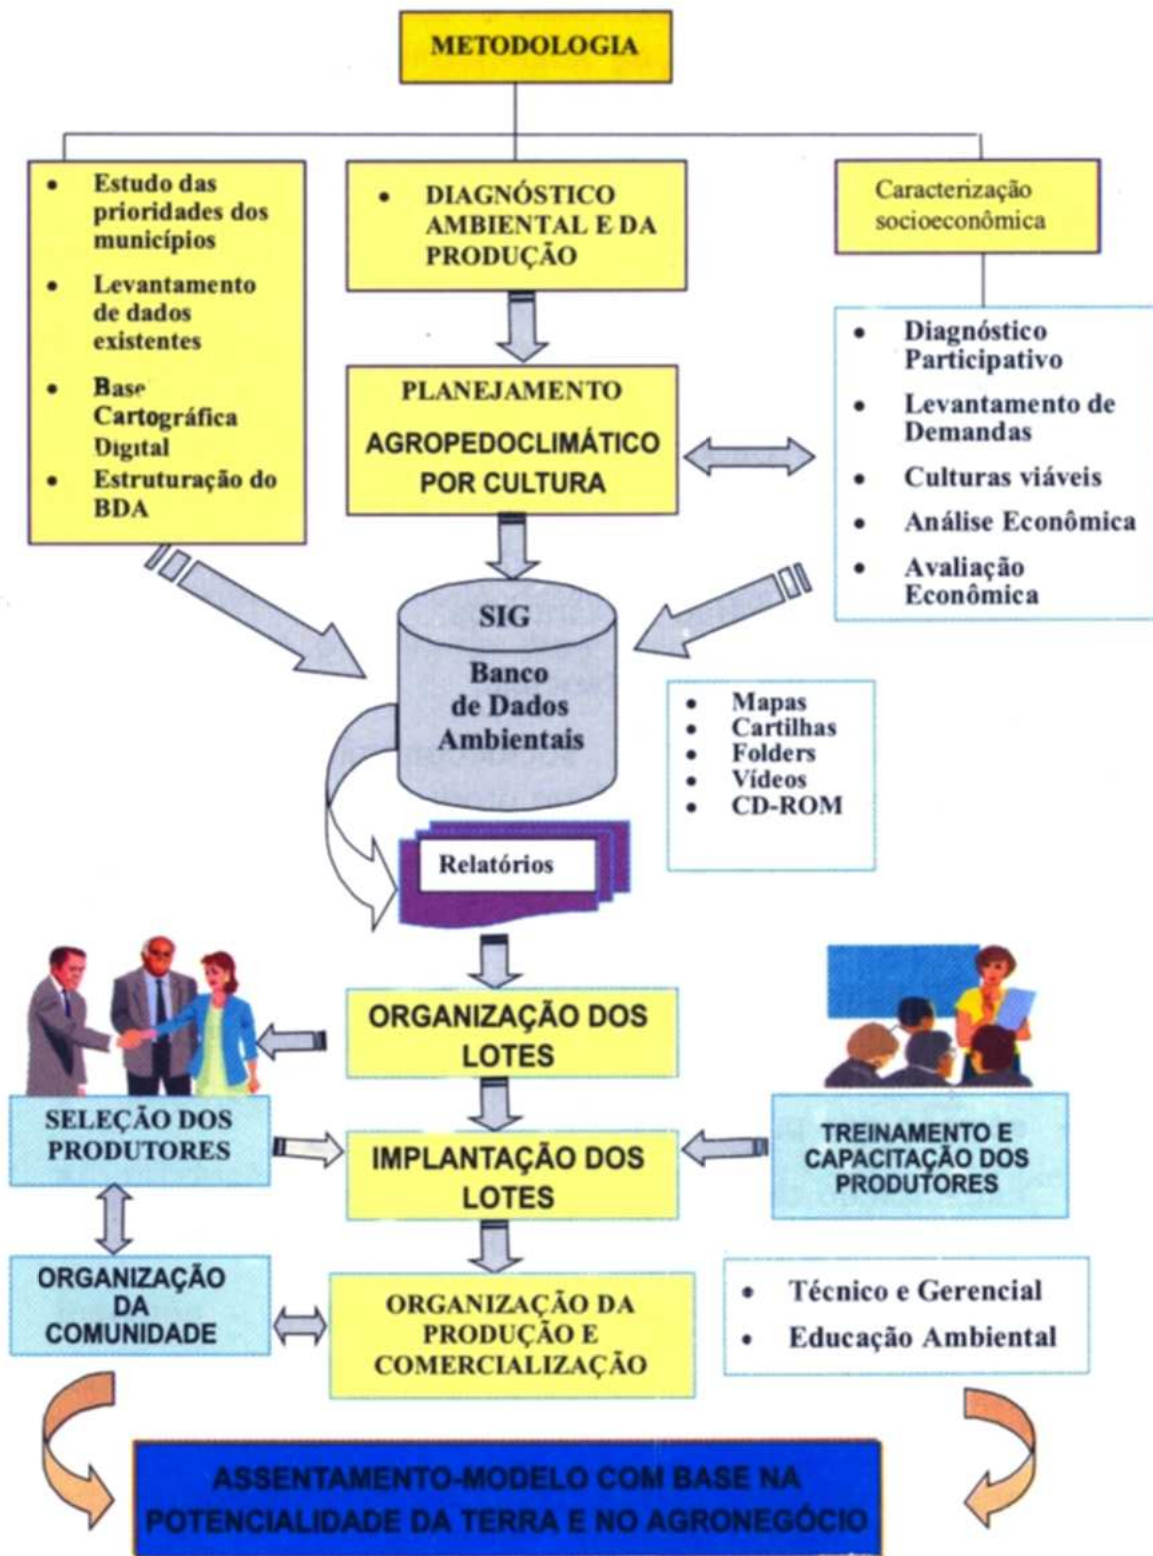 METODOLOGIA
• Estudo das
prioridades dos
municípios
• Levantamento
de dados
existentes
• Base
Cartográfica
Digital
• Estruturação do
BDA
• DIAGNÓSTICO
AMBIENTAL E DA
PRODUÇÃO
Caracterização
socioeconômica
PLANEJAMENTO
AGROPEDOCLIMÁTICO
POR CULTURA
• Diagnóstico
Participativo
• Levantamento de
Demandas
• Culturas viáveis
• Análise Econômica
• Avaliação
Econômica
SIG
Banco
de Dados
Ambientais
• Mapas
• Cartilhas
• Folders
• Vídeos
• CD-ROM
Relatórios
ORGANIZAÇÃO DOS
LOTES
SELEÇÃO DOS
PRODUTORES
IMPLANTAÇÃO DOS
LOTES
TREINAMENTO E
CAPACITAÇÃO DOS
PRODUTORES
ORGANIZAÇÃO
DA
COMUNIDADE
ORGANIZAÇÃO DA
PRODUÇÃO E
COMERCIALIZAÇÃO
• Técnico e Gerencial
• Educação Ambiental
ASSENTAMENTO-MODELO COM BASE NA
POTENCIALIDADE DA TERRA E NO AGRONEGÓCIO